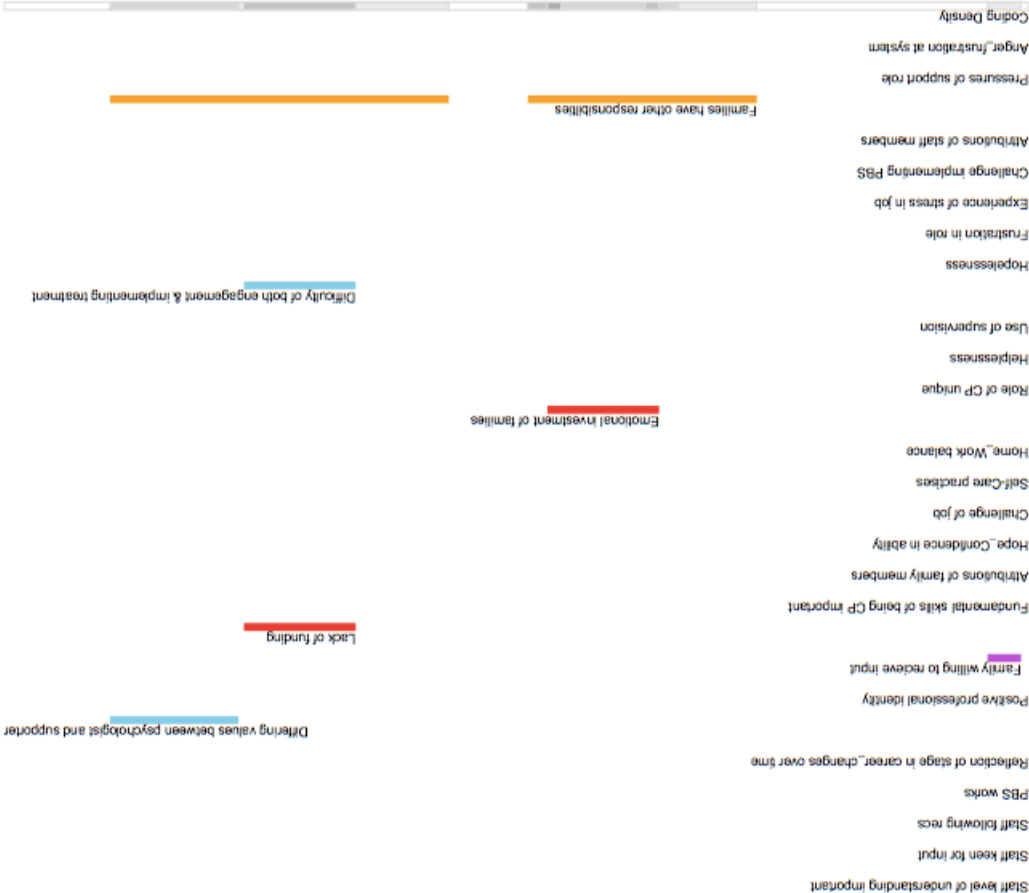 Staff level of understanding important
Staff keen for input
Staff following recs
PBS works
Reflection of stage in career_changes over time
Differing values between psychologist and supporter
Positive professional identity
Family willing to recieve input
Lack of funding
Fundamental skills of being CP important
Attributions of family members
Hope_Confidence in ability
Challenge of job
Self-Care practises
Home_Work balance
Emotional investment of families
Role of CP unique
Helplessness
Use of supervision
Difficulty of both engagement & implementing treatment
Hopelessness
Frustration in role
Experience of stress in job
Challenge implementing PBS
Attributions of staff members
Families have other responsibilities
Pressures of support role
Anger_frustration at system
Coding Density